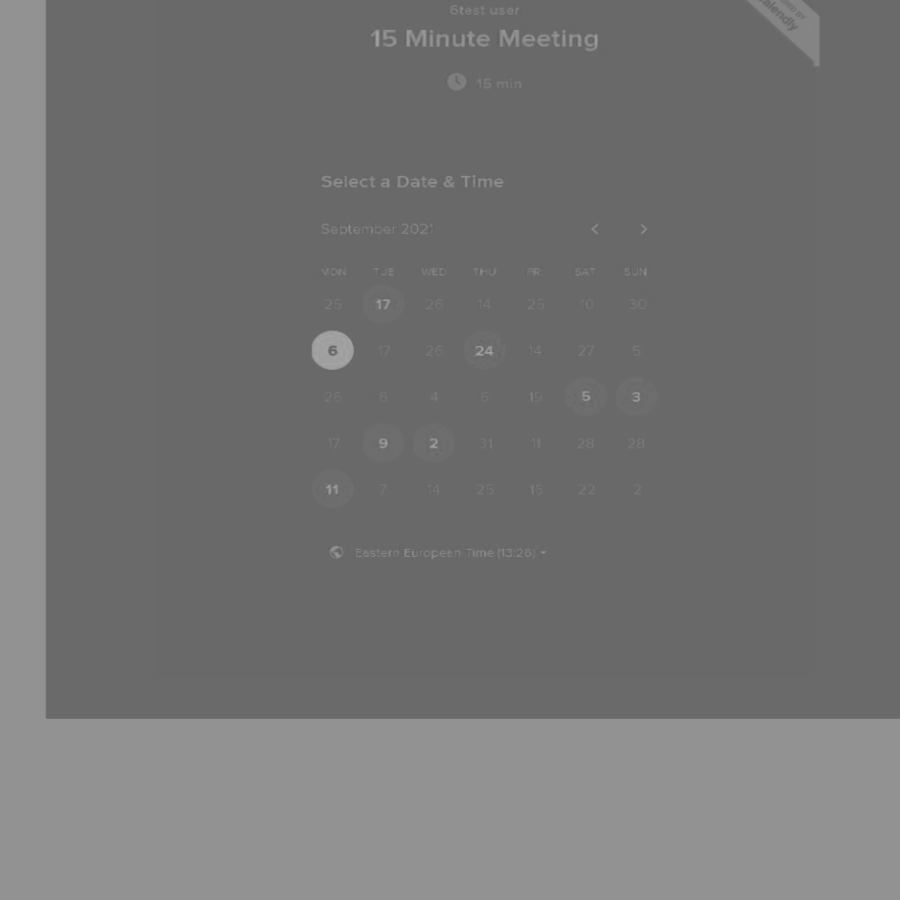 6test user
15 Minute Meeting
15 min
Select a Date & Time
September 2021
MON TUE WED THU FR SAT SUN
25 17 26 14 25 10 30
6 17 26 24 14 27 5
26 6 4 6 19 5 3
17 9 2 31 11 28 28
11 7 14 25 15 22 2
Eastern European Time (13:26)